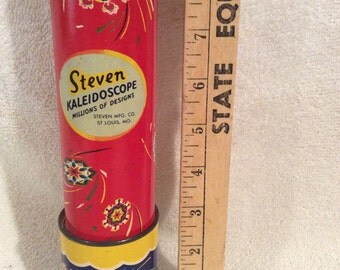 Steven
KALEIDOSCOPE
MILLIONS OF DESIGNS
STEVEN MFG. CO.
ST. LOUIS, MO.
STATE EQU
7
6
5
4
3
2